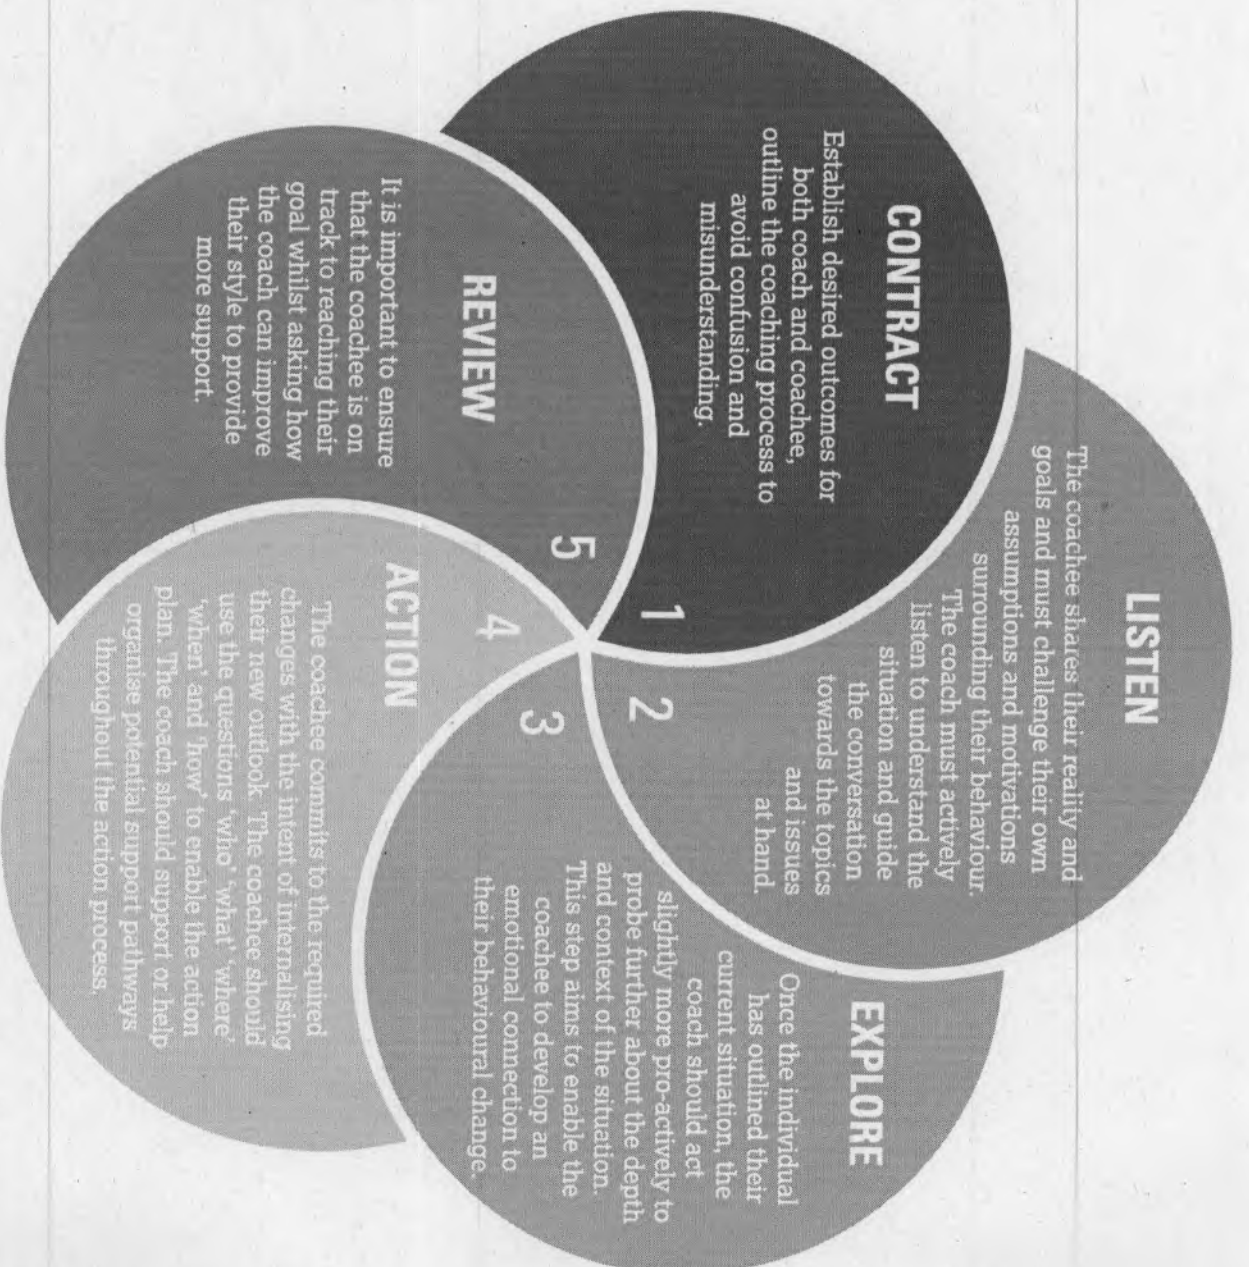 CONTRACT
Establish desired outcomes for
both coach and coachee,
outline the coaching process to
avoid confusion and
misunderstanding.
1
LISTEN
The coachee shares their reality and
goals and must challenge their own
assumptions and motivations
surrounding their behaviour.
The coach must actively
listen to understand the
situation and guide
the conversation
towards the topics
and issues
at hand.
2
EXPLORE
Once the individual
has outlined their
current situation, the
coach should act
slightly more pro-actively to
probe further about the depth
and context of the situation.
This step aims to enable the
coachee to develop an
emotional connection to
their behavioural change.
3
ACTION
The coachee commits to the required
changes with the intent of internalising
their new outlook. The coachee should
use the questions 'who' 'what' 'where'
'when' and 'how' to enable the action
plan. The coach should support or help
organise potential support pathways
throughout the action process.
4
REVIEW
It is important to ensure
that the coachee is on
track to reaching their
goal whilst asking how
the coach can improve
their style to provide
more support.
5